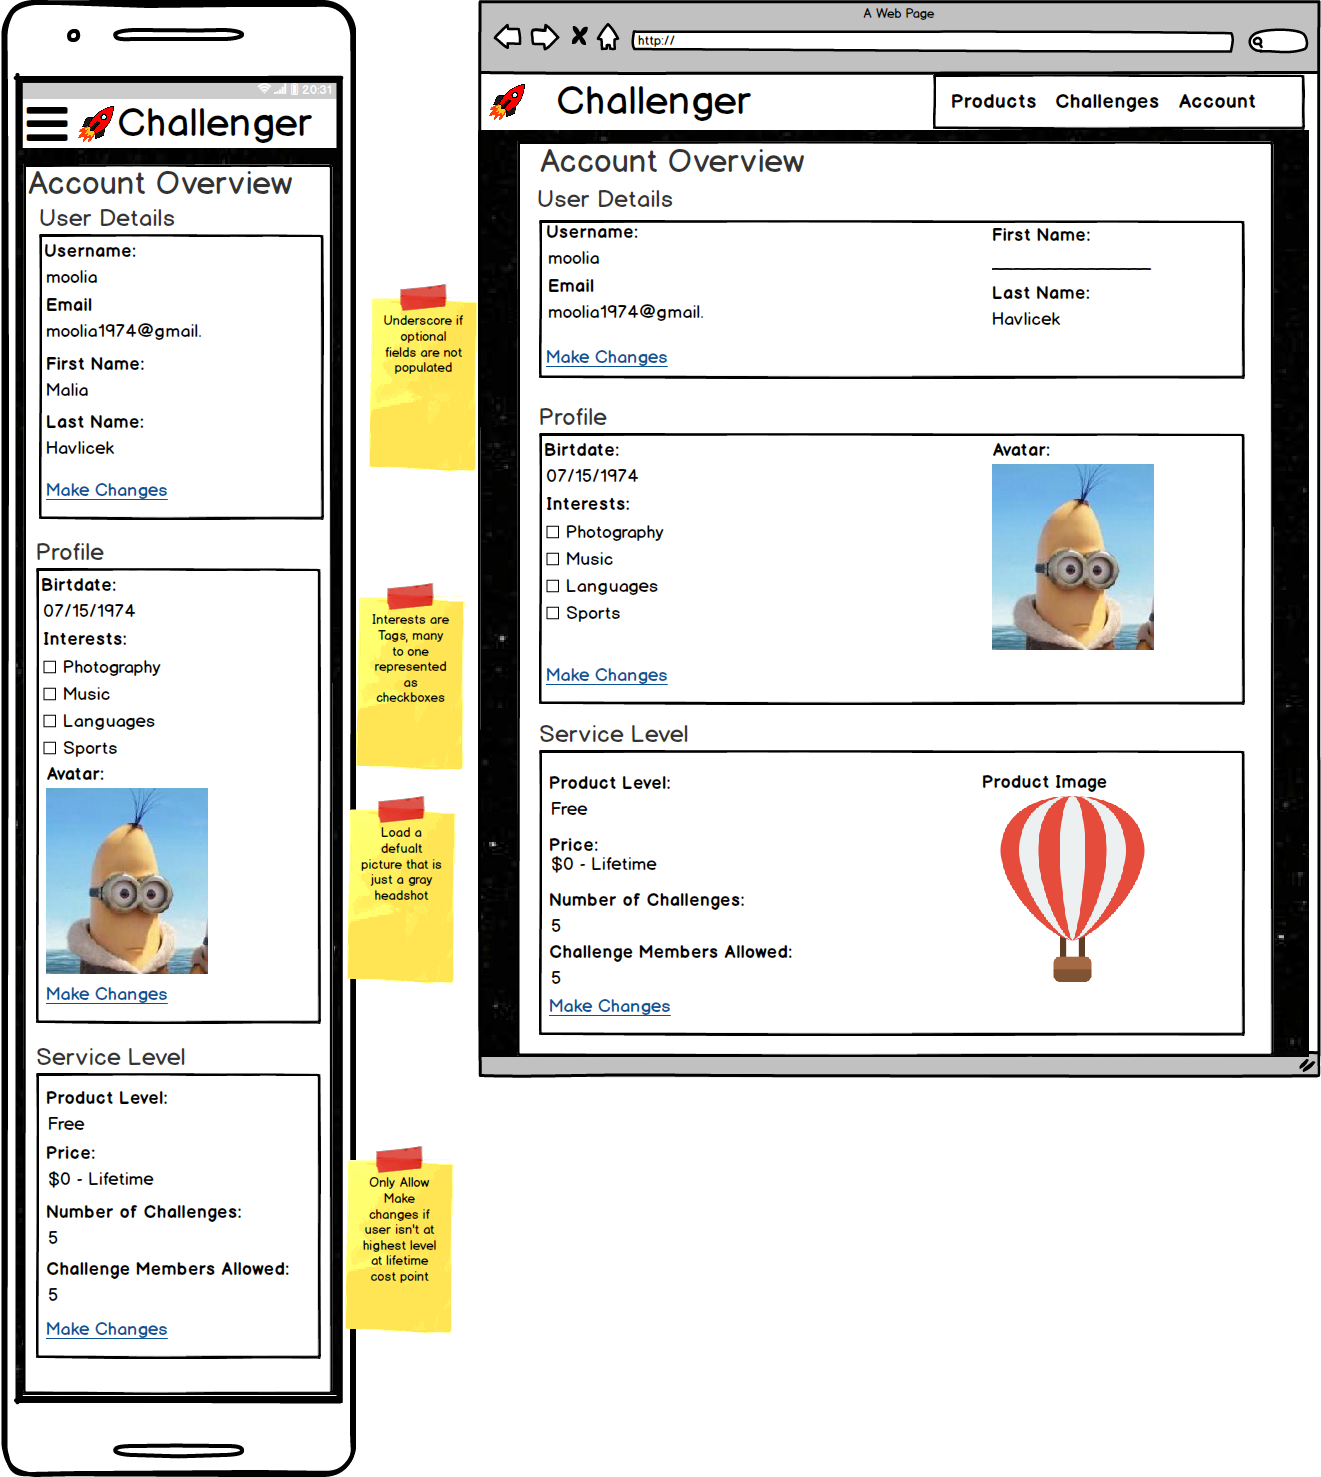 20:31
Challenger
Account Overview
User Details
Username:
moolia
Email
moolia1974@gmail.
First Name:
Malia
Last Name:
Havlicek
Make Changes
Profile
Birtdate:
07/15/1974
Interests:
Photography
Music
Languages
Sports
Avatar:
Make Changes
Service Level
Product Level:
Free
Price:
$0 - Lifetime
Number of Challenges:
5
Challenge Members Allowed:
5
Make Changes
Underscore if
optional
fields are not
populated
Interests are
Tags, many
to one
represented
as
checkboxes
Load a
defualt
picture that is
just a gray
headshot
Only Allow
Make
changes if
user isn't at
highest level
at lifetime
cost point
A Web Page
http://
Challenger
Products Challenges Account
Account Overview
User Details
Username:
moolia
Email
moolia1974@gmail.
Make Changes
First Name:
__________________
Last Name:
Havlicek
Profile
Birtdate:
07/15/1974
Interests:
Photography
Music
Languages
Sports
Make Changes
Avatar:
Service Level
Product Level:
Free
Price:
$0 - Lifetime
Number of Challenges:
5
Challenge Members Allowed:
5
Make Changes
Product Image